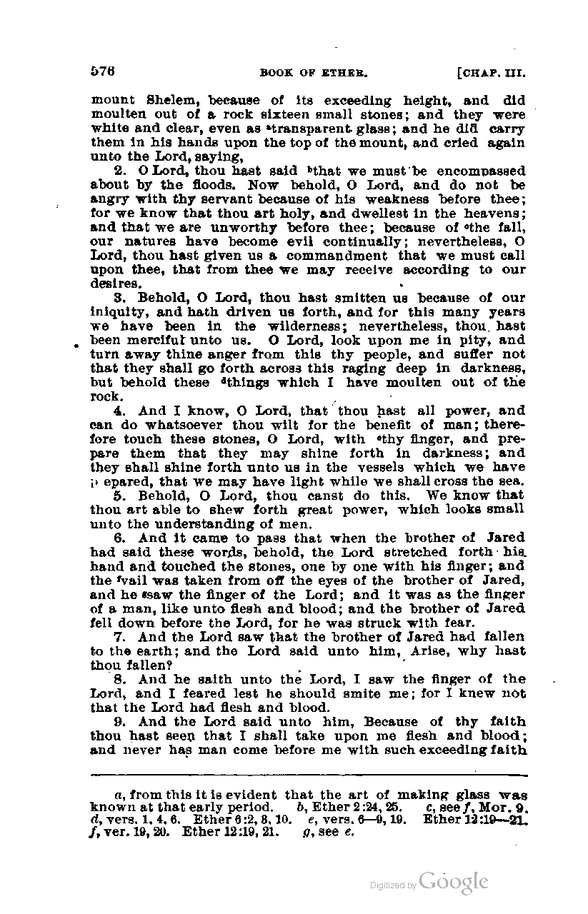 576 BOOK OF ETHER. [CHAP. III.
mount Shelem, because of its exceeding height, and did
moulten out of a rock sixteen small stones; and they were
white and clear, even as ᵃtransparent glass; and he did carry
them in his hands upon the top of the mount, and cried again
unto the Lord, saying,
2. O Lord, thou hast said ᵇthat we must be encompassed
about by the floods. Now behold, O Lord, and do not be
angry with thy servant because of his weakness before thee;
for we know that thou art holy, and dwellest in the heavens;
and that we are unworthy before thee; because of ᶜthe fall,
our natures have become evil continually; nevertheless, O
Lord, thou hast given us a commandment that we must call
upon thee, that from thee we may receive according to our
desires.
3. Behold, O Lord, thou hast smitten us because of our
iniquity, and hath driven us forth, and for this many years
we have been in the wilderness; nevertheless, thou hast
been merciful unto us. O Lord, look upon me in pity, and
turn away thine anger from this thy people, and suffer not
that they shall go forth across this raging deep in darkness,
but behold these ᵈthings which I have moulten out of the
rock.
4. And I know, O Lord, that thou hast all power, and
can do whatsoever thou wilt for the benefit of man; there-
fore touch these stones, O Lord, with ᵉthy finger, and pre-
pare them that they may shine forth in darkness; and
they shall shine forth unto us in the vessels which we have
epared, that we may have light while we shall cross the sea.
5. Behold, O Lord, thou canst do this. We know that
thou art able to shew forth great power, which looks small
unto the understanding of men.
6. And it came to pass that when the brother of Jared
had said these words, behold, the Lord stretched forth his
hand and touched the stones, one by one with his finger; and
the ᶠvail was taken from off the eyes of the brother of Jared,
and he ᵍsaw the finger of the Lord; and it was as the finger
of a man, like unto flesh and blood; and the brother of Jared
fell down before the Lord, for he was struck with fear.
7. And the Lord saw that the brother of Jared had fallen
to the earth; and the Lord said unto him, Arise, why hast
thou fallen?
8. And he saith unto the Lord, I saw the finger of the
Lord, and I feared lest he should smite me; for I knew not
that the Lord had flesh and blood.
9. And the Lord said unto him, Because of thy faith
thou hast seen that I shall take upon me flesh and blood;
and never has man come before me with such exceeding faith
a, from this it is evident that the art of making glass was
known at that early period. b, Ether 2:24, 25. c, see f, Mor. 9.
d, vers. 1, 4, 6. Ether 6:2, 8, 10. e, vers. 6—9, 19. Ether 12:19—21.
f, ver. 19, 20. Ether 12:19, 21. g, see e.
Digitized by Google